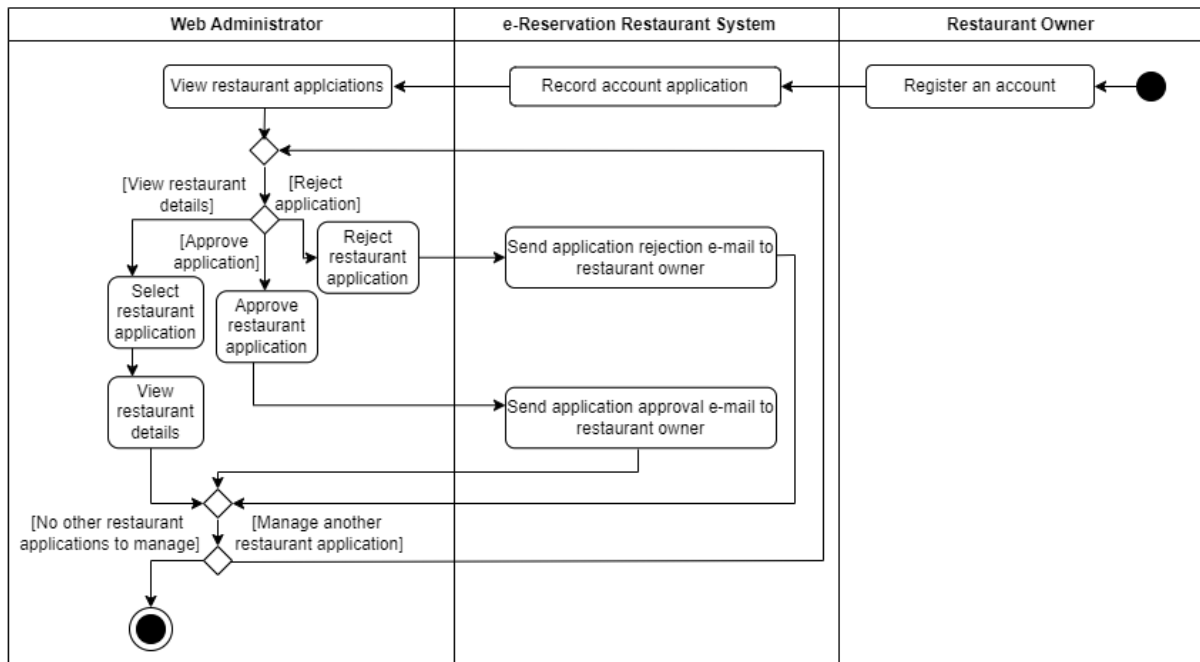 Web Administrator
e-Reservation Restaurant System
Restaurant Owner
View restaurant applciations
Record account application
Register an account
[View restaurant
details]
[Reject
application]
[Approve
application]
Reject
restaurant
application
Send application rejection e-mail to
restaurant owner
Select
restaurant
application
Approve
restaurant
application
View
restaurant
details
Send application approval e-mail to
restaurant owner
[No other restaurant
applications to manage]
[Manage another
restaurant application]